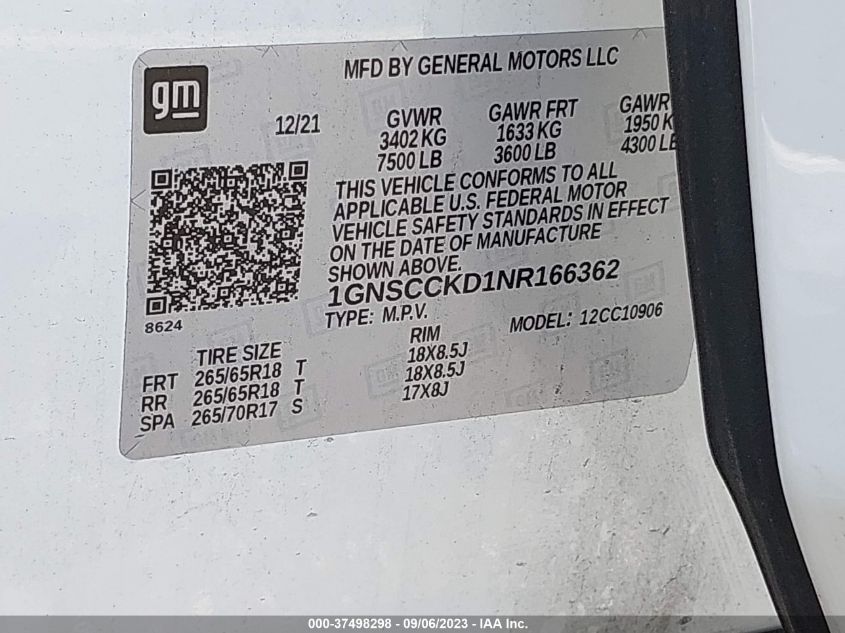 MFD BY GENERAL MOTORS LLC
gm
12/21
GVWR GAWR FRT GAWR
3402 KG 1633 KG 1950 K
7500 LB 3600 LB 4300 LB
THIS VEHICLE CONFORMS TO ALL
APPLICABLE U.S. FEDERAL MOTOR
VEHICLE SAFETY STANDARDS IN EFFECT
ON THE DATE OF MANUFACTURE
SHOWN ABOVE.
1GNSCCKD1NR166362
8624
TYPE: M.P.V. MODEL: 12CC10906
TIRE SIZE RIM
FRT 265/65R18 T 18X8.5J
RR 265/65R18 T 18X8.5J
SPA 265/70R17 S 17X8J
000-37498298 - 09/06/2023 - IAA Inc.